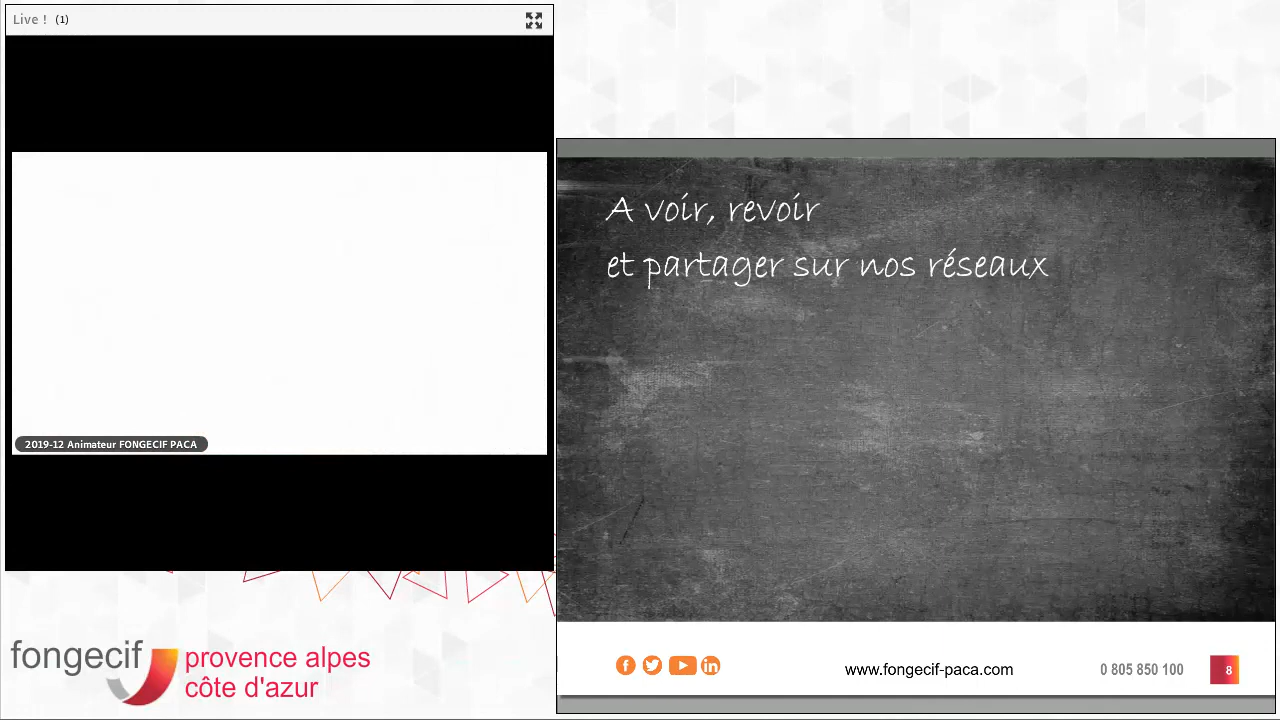 Live ! (1)
2019-12 Animateur FONGECIF PACA
A voir, revoir
et partager sur nos réseaux
fongecif
provence alpes
côte d'azur
www.fongecif-paca.com
0 805 850 100
8